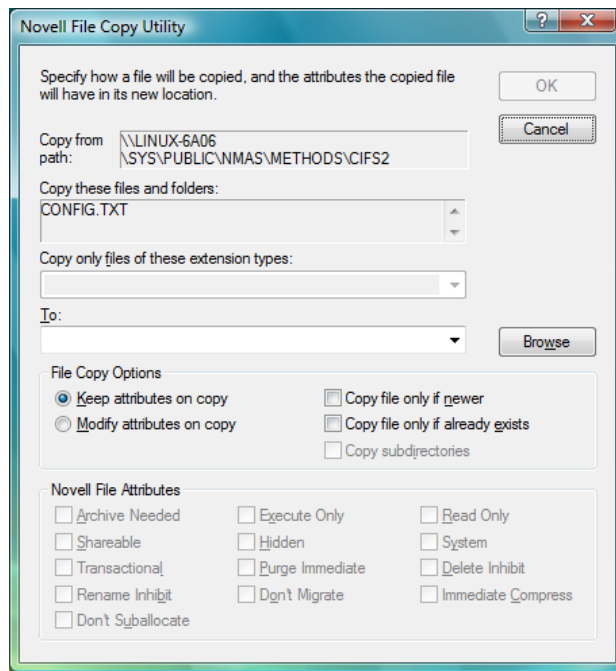 Novell File Copy Utility
Specify how a file will be copied, and the attributes the copied file
will have in its new location.
OK
Cancel
Copy from
path:
\\LINUX-6A06
\SYS\PUBLIC\NMAS\METHODS\CIFS2
Copy these files and folders:
CONFIG.TXT
Copy only files of these extension types:
To:
Browse
File Copy Options
Keep attributes on copy
Copy file only if newer
Modify attributes on copy
Copy file only if already exists
Copy subdirectories
Novell File Attributes
Archive Needed
Execute Only
Read Only
Shareable
Hidden
System
Transactional
Purge Immediate
Delete Inhibit
Rename Inhibit
Don't Migrate
Immediate Compress
Don't Suballocate